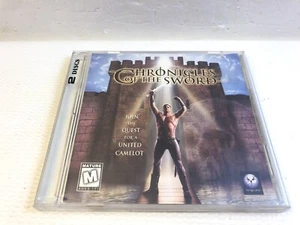 2 DISCS
CHRONICLES
OF THE SWORD
JOIN
THE
QUEST
FOR A
UNITED
CAMELOT
MATURE
M